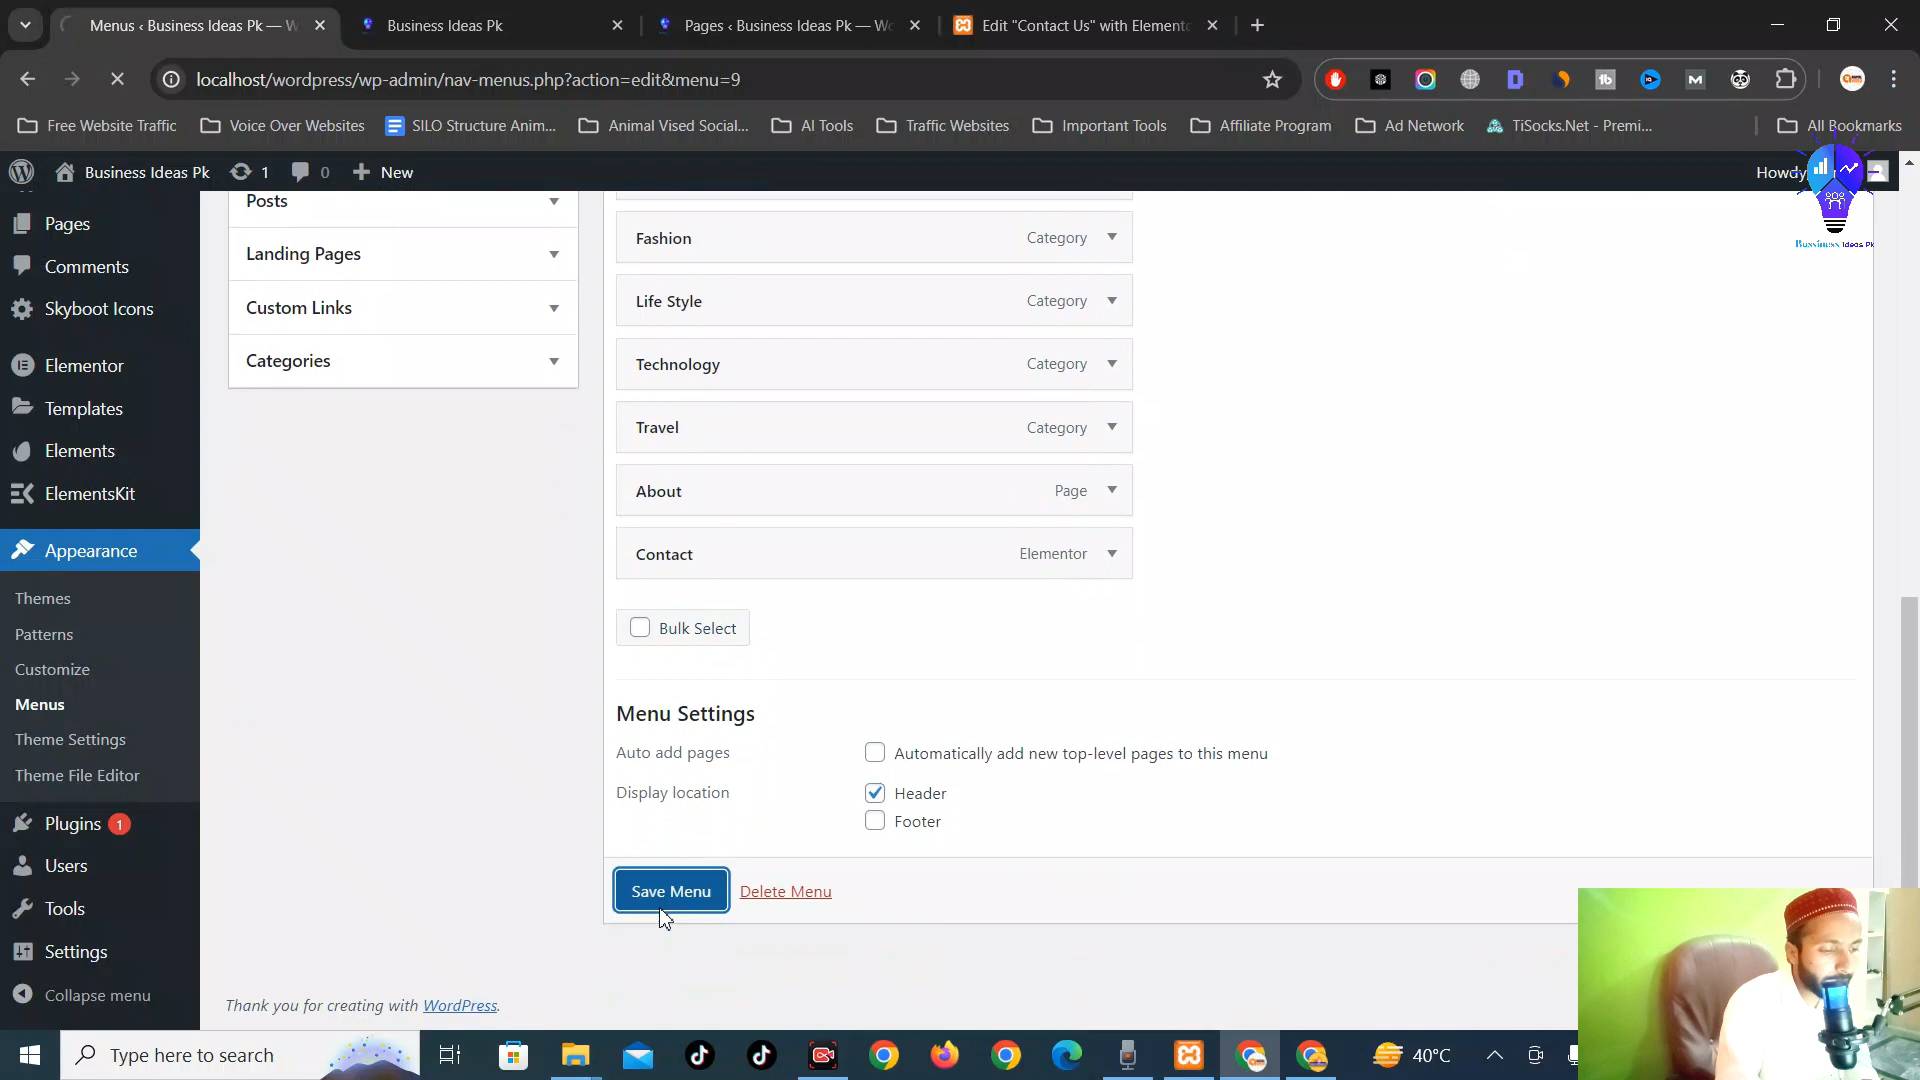 Menus ‹ Business Ideas Pk — W
Business Ideas Pk
Pages ‹ Business Ideas Pk — Wo
Edit "Contact Us" with Elemento
localhost/wordpress/wp-admin/nav-menus.php?action=edit&menu=9
Free Website Traffic
Voice Over Websites
SILO Structure Anim...
Animal Vised Social...
AI Tools
Traffic Websites
Important Tools
Affiliate Program
Ad Network
TiSocks.Net - Premi...
All Bookmarks
Business Ideas Pk
1
0
New
Howdy
Bussiness Ideas Pk
Pages
Comments
Skyboot Icons
Elementor
Templates
Elements
ElementsKit
Appearance
Themes
Patterns
Customize
Menus
Theme Settings
Theme File Editor
Plugins 1
Users
Tools
Settings
Collapse menu
Posts
Landing Pages
Custom Links
Categories
Fashion Category
Life Style Category
Technology Category
Travel Category
About Page
Contact Elementor
Bulk Select
Menu Settings
Auto add pages
Automatically add new top-level pages to this menu
Display location
Header
Footer
Save Menu
Delete Menu
Thank you for creating with WordPress.
Type here to search
40°C